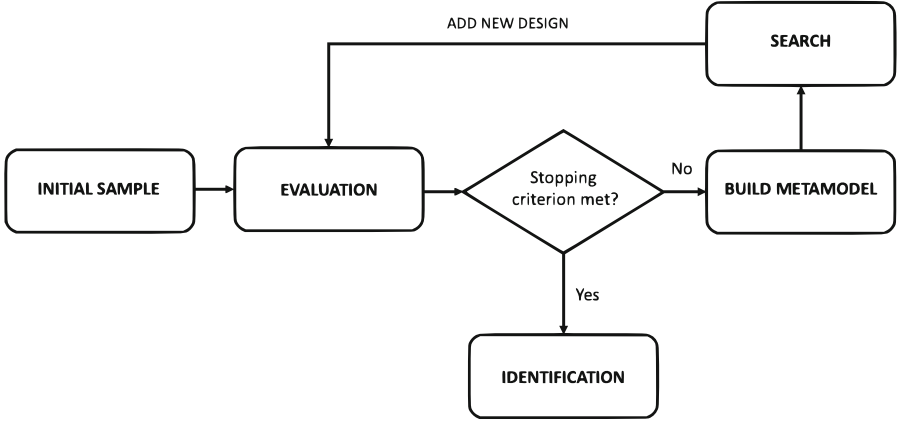 ADD NEW DESIGN
SEARCH
INITIAL SAMPLE
EVALUATION
Stopping
criterion met?
No
BUILD METAMODEL
Yes
IDENTIFICATION